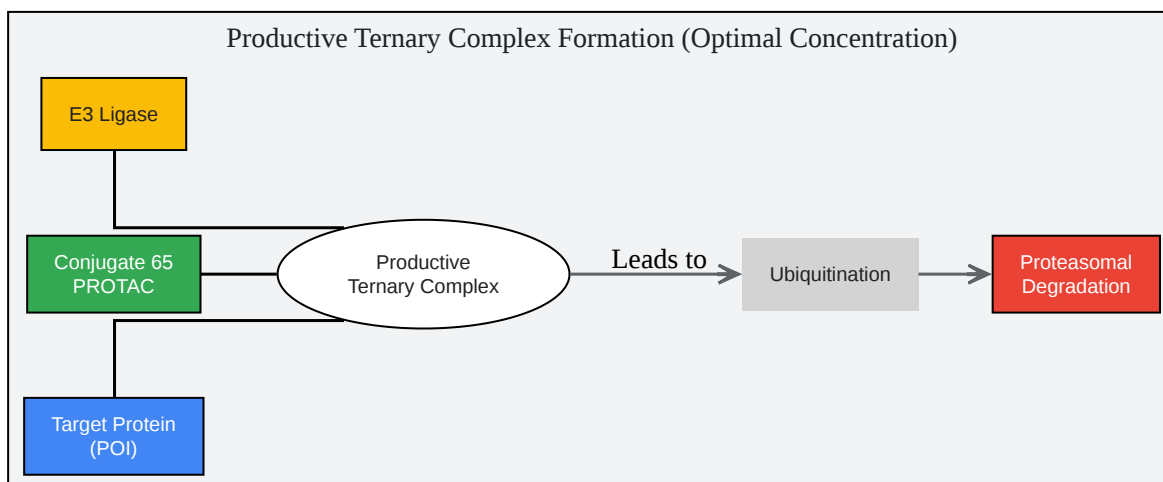 Productive Ternary Complex Formation (Optimal Concentration)
E3 Ligase
Conjugate 65
PROTAC
Target Protein
(POI)
Productive
Ternary Complex
Leads to
Ubiquitination
Proteasomal
Degradation